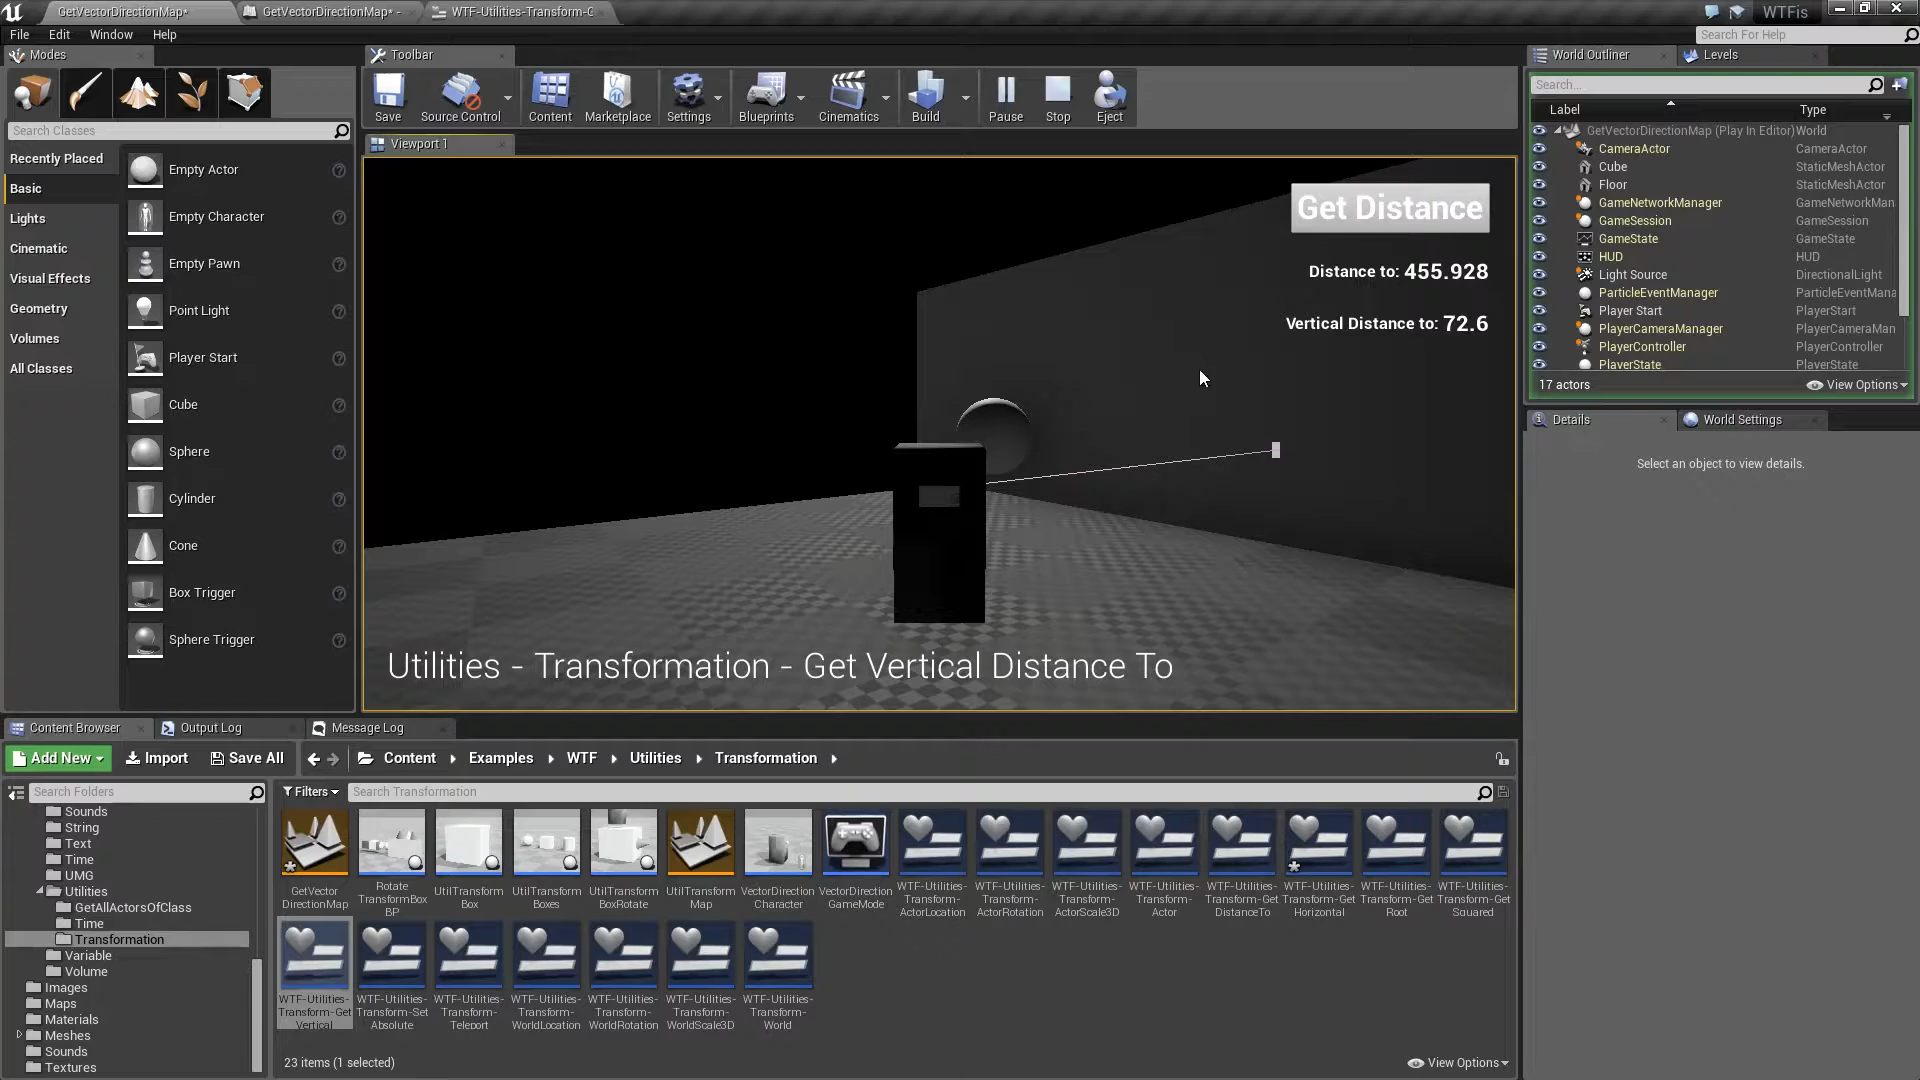 GetVectorDirectionMap*
GetVectorDirectionMap* -
WTF-Utilities-Transform-G
WTFis
File
Edit
Window
Help
Search For Help
Modes
Search Classes
Recently Placed
Basic
Lights
Cinematic
Visual Effects
Geometry
Volumes
All Classes
Empty Actor
Empty Character
Empty Pawn
Point Light
Player Start
Cube
Sphere
Cylinder
Cone
Box Trigger
Sphere Trigger
Toolbar
Save
Source Control
Content
Marketplace
Settings
Blueprints
Cinematics
Build
Pause
Stop
Eject
Viewport 1
Get Distance
Distance to: 455.928
Vertical Distance to: 72.6
Utilities - Transformation - Get Vertical Distance To
World Outliner
Levels
Search...
Label
Type
GetVectorDirectionMap (Play In Editor) World
CameraActor CameraActor
Cube StaticMeshActor
Floor StaticMeshActor
GameNetworkManager GameNetworkMan
GameSession GameSession
GameState GameState
HUD HUD
Light Source DirectionalLight
ParticleEventManager ParticleEventMana
Player Start PlayerStart
PlayerCameraManager PlayerCameraMan
PlayerController PlayerController
PlayerState PlayerState
17 actors
View Options
Details
World Settings
Select an object to view details.
Content Browser
Output Log
Message Log
Add New
Import
Save All
Content
Examples
WTF
Utilities
Transformation
Search Folders
Filters
Search Transformation
Sounds
String
Text
Time
UMG
Utilities
GetAllActorsOfClass
Time
Transformation
Variable
Volume
Images
Maps
Materials
Meshes
Sounds
Textures
GetVector
DirectionMap
Rotate
TransformBox
BP
UtilTransform
Box
UtilTransform
Boxes
UtilTransform
BoxRotate
UtilTransform
Map
VectorDirection
Character
VectorDirection
GameMode
WTF-Utilities-
Transform-
ActorLocation
WTF-Utilities-
Transform-
ActorRotation
WTF-Utilities-
Transform-
ActorScale3D
WTF-Utilities-
Transform-
Actor
WTF-Utilities-
Transform-Get
DistanceTo
WTF-Utilities-
Transform-Get
Horizontal
WTF-Utilities-
Transform-Get
Root
WTF-Utilities-
Transform-Get
Squared
WTF-Utilities-
Transform-Get
Vertical
WTF-Utilities-
Transform-Set
Absolute
WTF-Utilities-
Transform-
Teleport
WTF-Utilities-
Transform-
WorldLocation
WTF-Utilities-
Transform-
WorldRotation
WTF-Utilities-
Transform-
WorldScale3D
WTF-Utilities-
Transform-
World
23 items (1 selected)
View Options